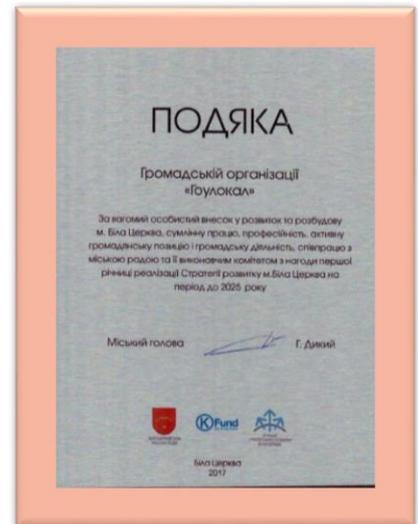 ПОДЯКА
Громадській організації
«Гоулокал»
За вагомий особистий внесок у розвиток та розбудову
м. Біла Церква, сумлінну працю, професійність, активну
громадянську позицію і громадську діяльність, співпрацю з
міською радою та її виконавчим комітетом з нагоди першої
річниці реалізації Стратегії розвитку м.Біла Церква на
період до 2025 року
Міський голова Г. Дикий
K Fund
Біла Церква
2017